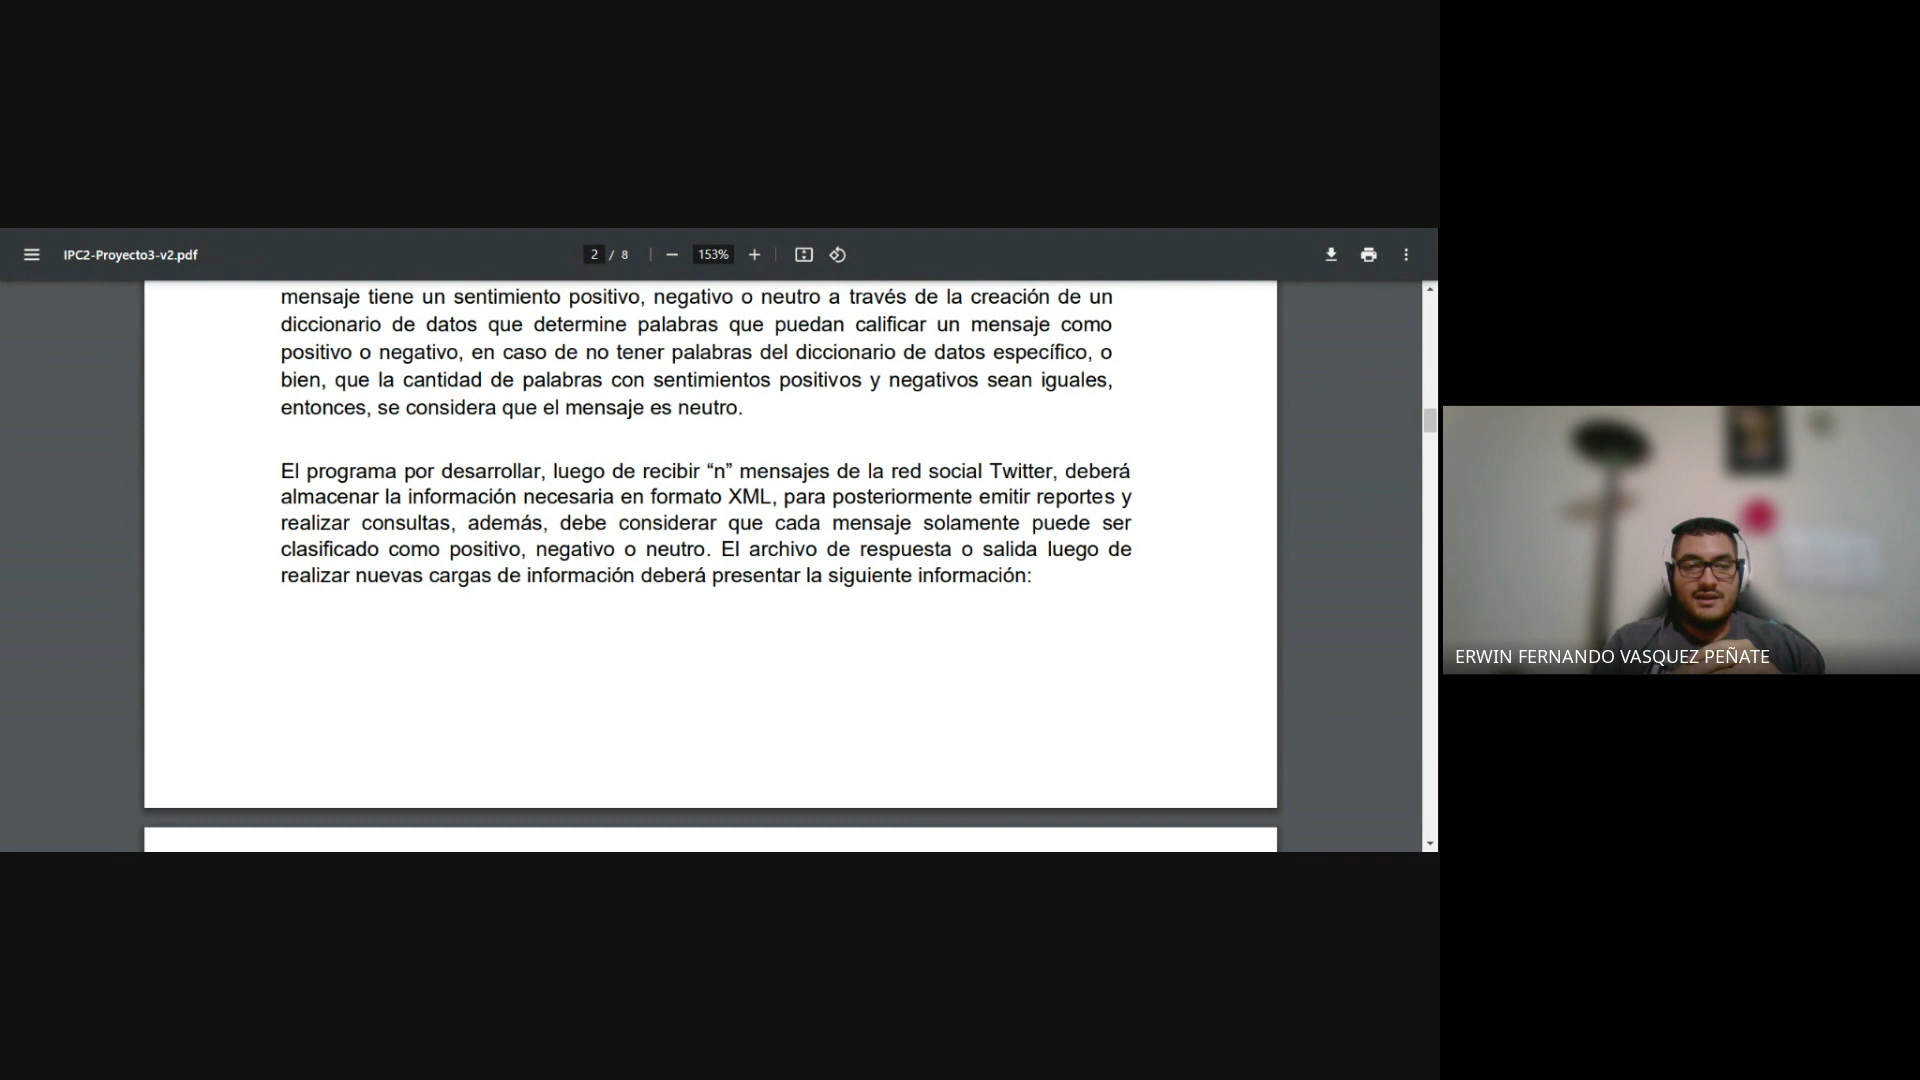 IPC2-Proyecto3-v2.pdf
2 / 8
153%
mensaje tiene un sentimiento positivo, negativo o neutro a través de la creación de un
diccionario de datos que determine palabras que puedan calificar un mensaje como
positivo o negativo, en caso de no tener palabras del diccionario de datos específico, o
bien, que la cantidad de palabras con sentimientos positivos y negativos sean iguales,
entonces, se considera que el mensaje es neutro.
El programa por desarrollar, luego de recibir “n” mensajes de la red social Twitter, deberá
almacenar la información necesaria en formato XML, para posteriormente emitir reportes y
realizar consultas, además, debe considerar que cada mensaje solamente puede ser
clasificado como positivo, negativo o neutro. El archivo de respuesta o salida luego de
realizar nuevas cargas de información deberá presentar la siguiente información:
ERWIN FERNANDO VASQUEZ PEÑATE